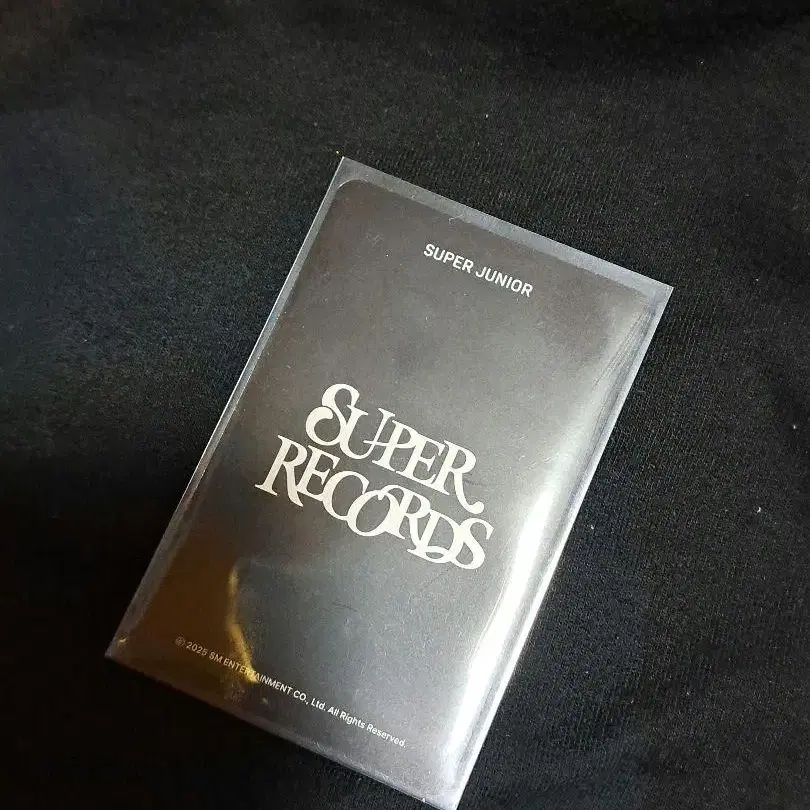 SUPER JUNIOR
SUPER
RECORDS
ⓟ 2025 SM ENTERTAINMENT CO., Ltd. All Rights Reserved.